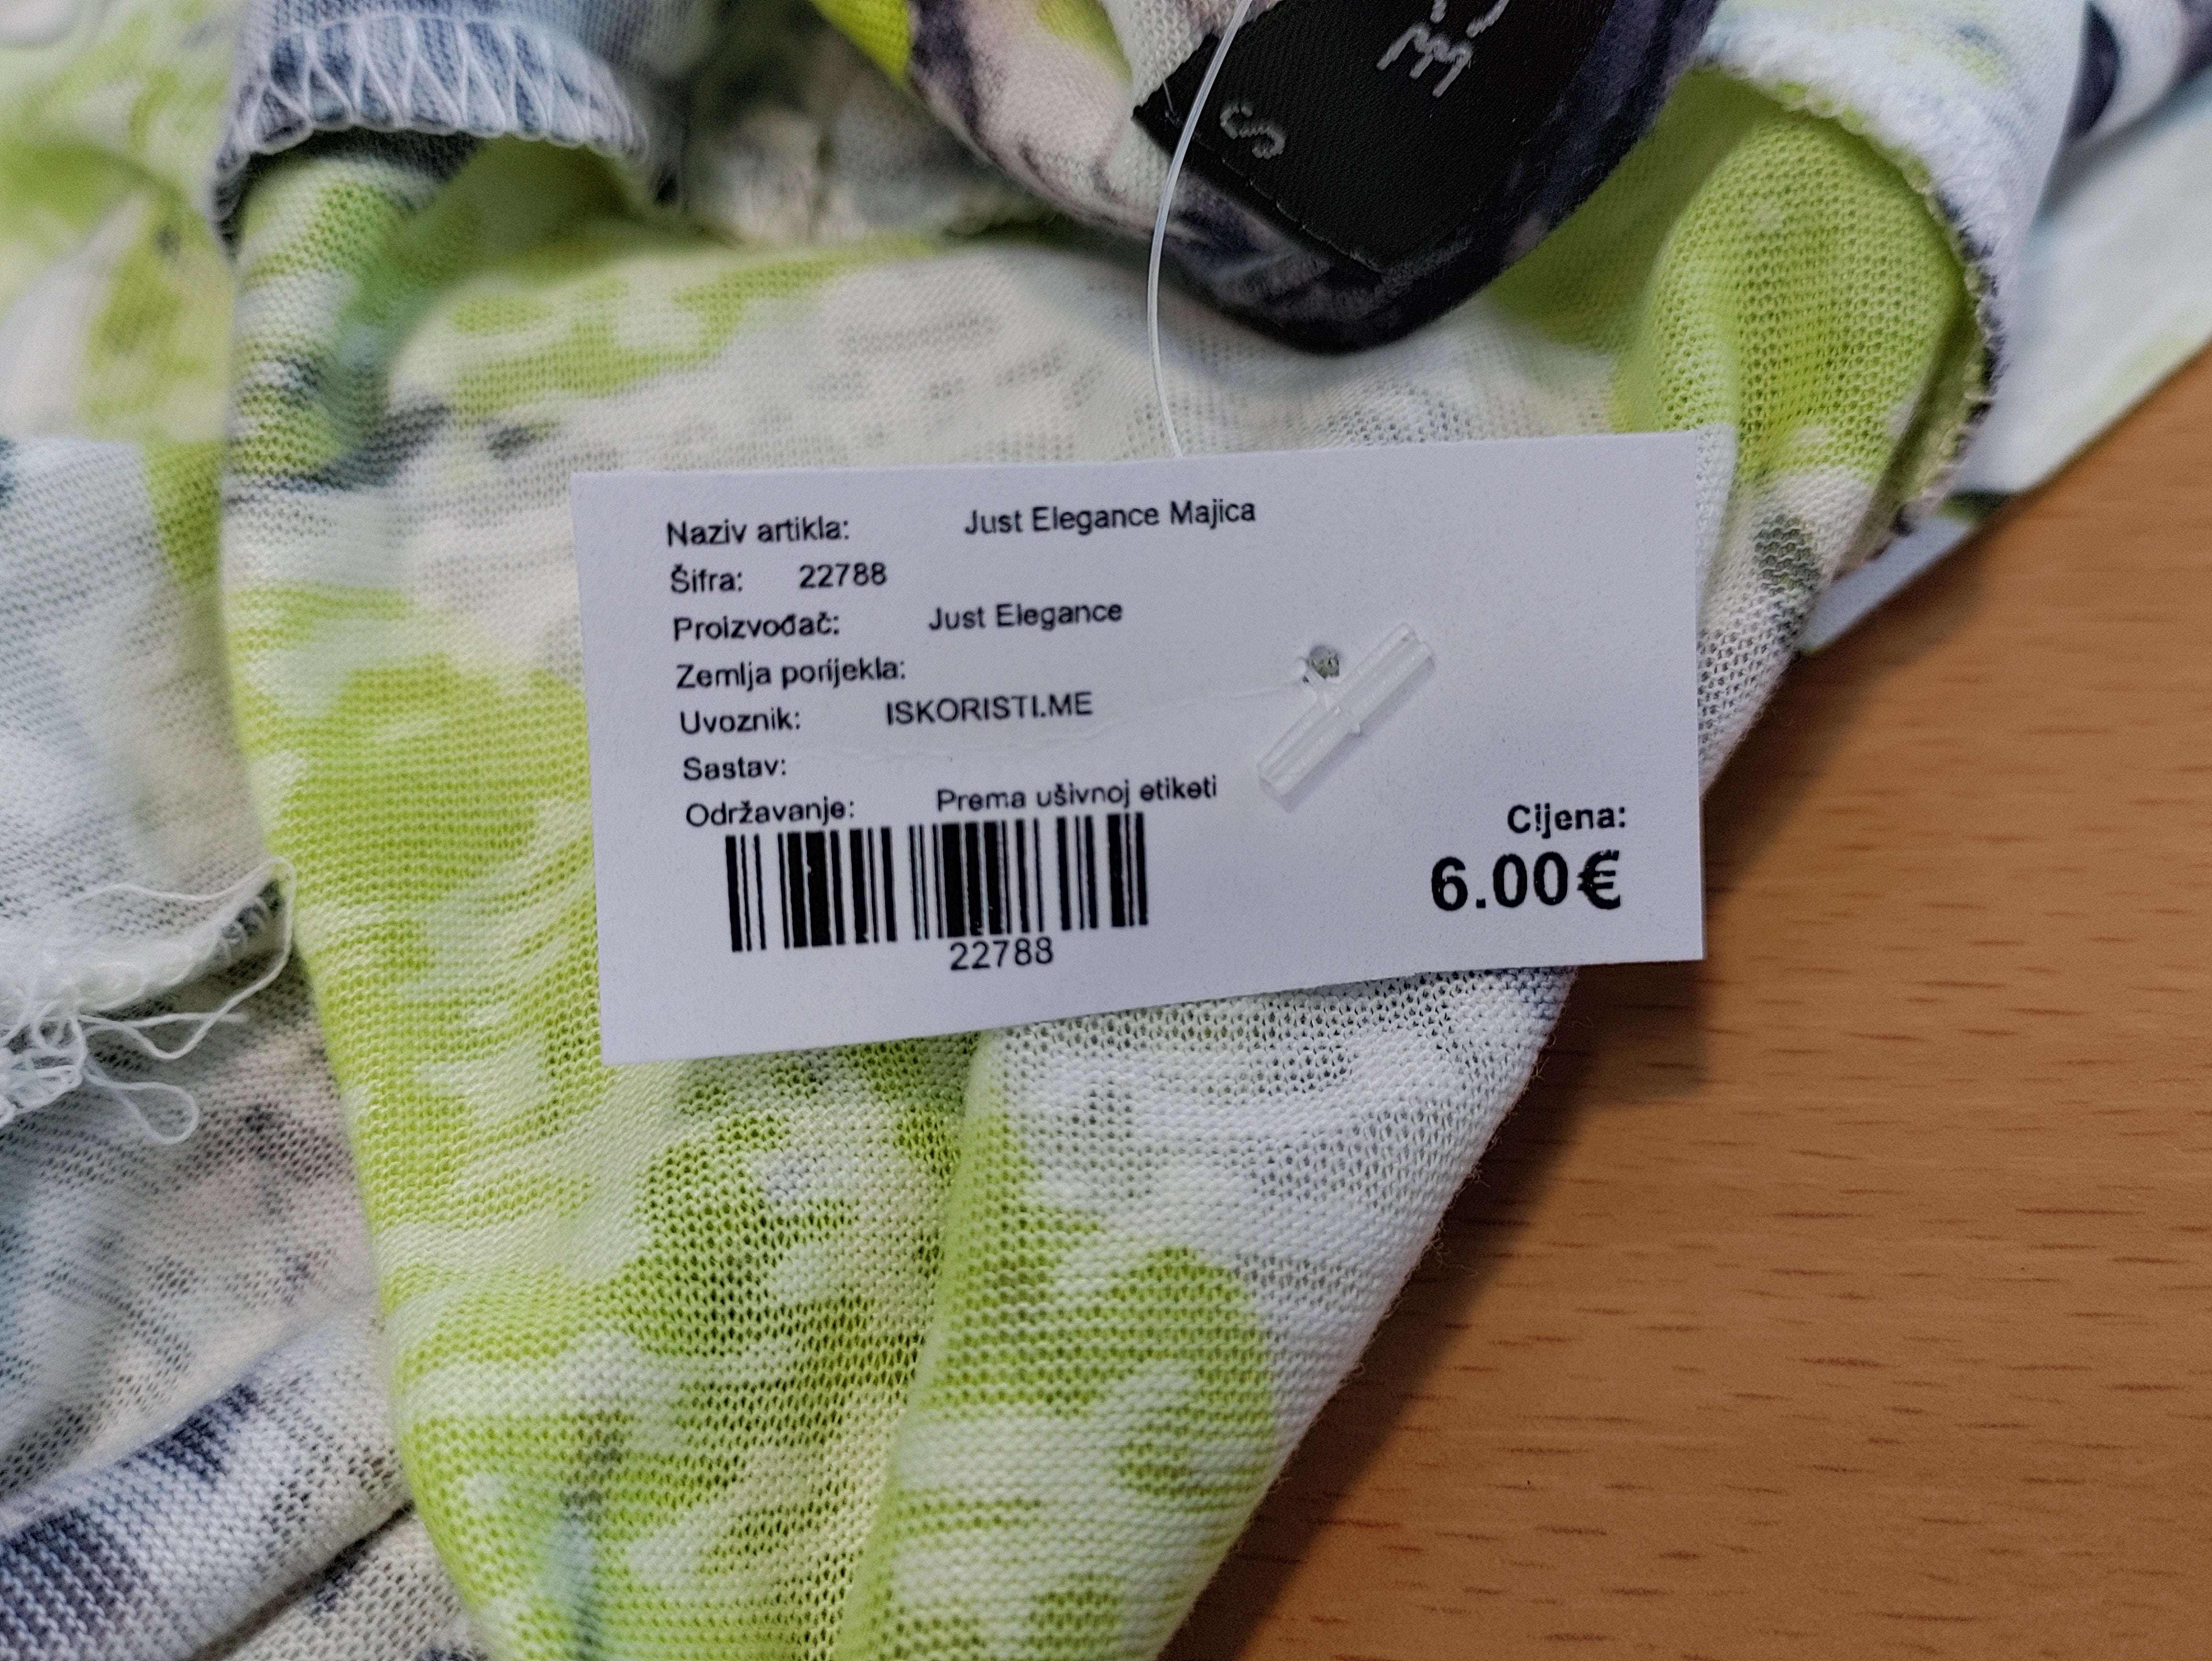 S
Naziv artikla: Just Elegance Majica
Šifra: 22788
Proizvođač: Just Elegance
Zemlja porijekla:
Uvoznik: ISKORISTI.ME
Sastav:
Održavanje: Prema ušivnoj etiketi
22788
Cijena:
6.00€